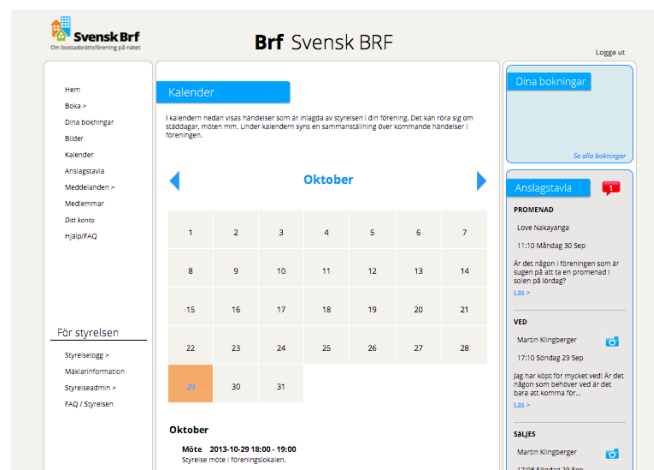 Svensk Brf
Din bostadsrättsförening på nätet
Brf Svensk BRF
Logga ut
Hem
Boka >
Dina bokningar
Bilder
Kalender
Anslagstavla
Meddelanden >
Medlemmar
Ditt konto
Hjälp/FAQ
För styrelsen
Styrelselogg >
Mäklarinformation
Styrelseadmin >
FAQ / Styrelsen
Kalender
I kalendern nedan visas händelser som är inlagda av styrelsen i din förening. Det kan röra sig om
städdagar, möten mm. Under kalendern syns en sammanställning över kommande händelser i
föreningen.
Oktober
1 2 3 4 5 6 7
8 9 10 11 12 13 14
15 16 17 18 19 20 21
22 23 24 25 26 27 28
29 30 31
Oktober
Möte 2013-10-29 18:00 - 19:00
Styrelse möte i föreningslokalen.
Dina bokningar
Se alla bokningar
Anslagstavla
1
PROMENAD
Love Nakayanga
11:10 Måndag 30 Sep
Är det någon i föreningen som är
sugen på att ta en promenad i
solen på lördag?
Läs >
VED
Martin Klingberger
17:10 Söndag 29 Sep
Jag har köpt för mycket ved! Är det
någon som behöver ved är det
bara att komma för...
Läs >
SÄLJES
Martin Klingberger
17:08 Söndag 29 Sep